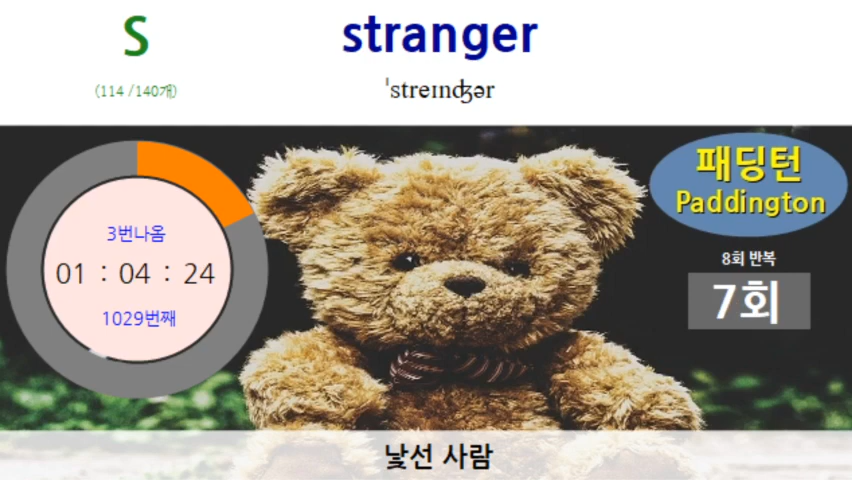 S
(114 /140개)
stranger
ˈstreɪnʤər
3번나옴
01 : 04 : 24
1029번째
패딩턴
Paddington
8회 반복
7회
낯선 사람